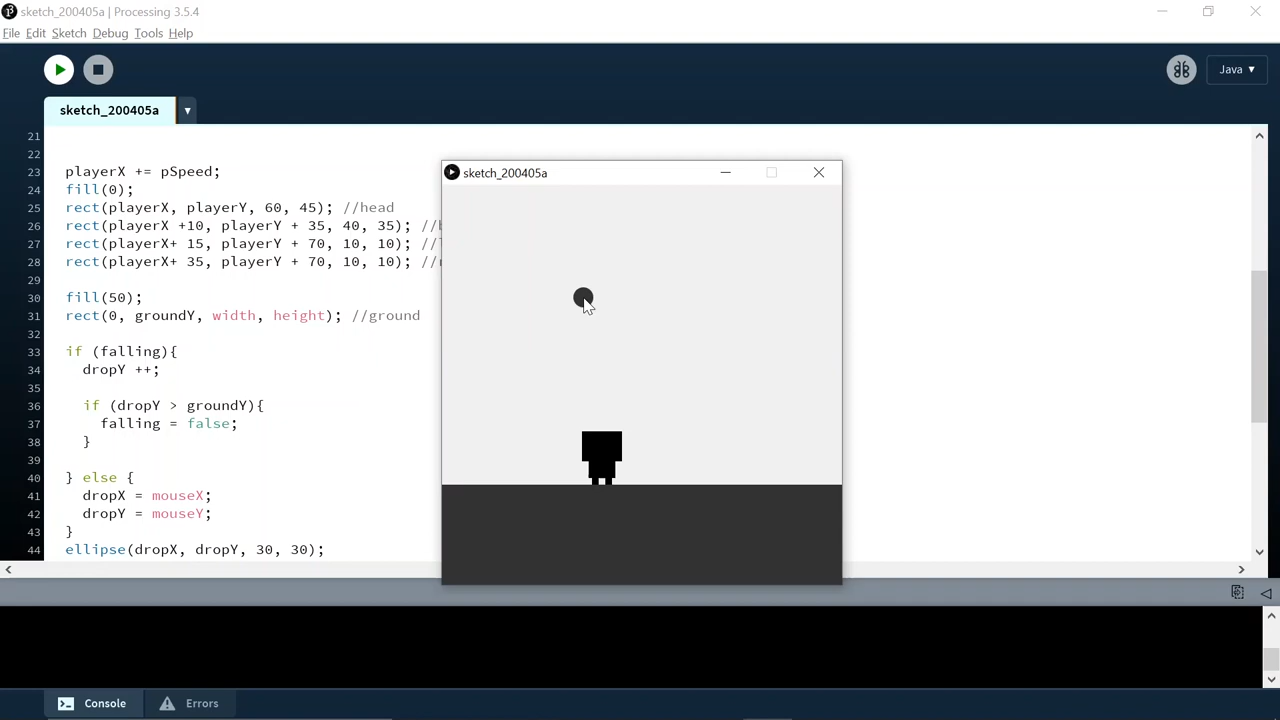 sketch_200405a | Processing 3.5.4
File Edit Sketch Debug Tools Help
Java ▾
sketch_200405a ▾
21
22
23 playerX += pSpeed;
24 fill(0);
25 rect(playerX, playerY, 60, 45); //head
26 rect(playerX +10, playerY + 35, 40, 35); //
27 rect(playerX+ 15, playerY + 70, 10, 10); //
28 rect(playerX+ 35, playerY + 70, 10, 10); //
29
30 fill(50);
31 rect(0, groundY, width, height); //ground
32
33 if (falling){
34 dropY ++;
35
36 if (dropY > groundY){
37 falling = false;
38 }
39
40 } else {
41 dropX = mouseX;
42 dropY = mouseY;
43 }
44 ellipse(dropX, dropY, 30, 30);
sketch_200405a
Console Errors